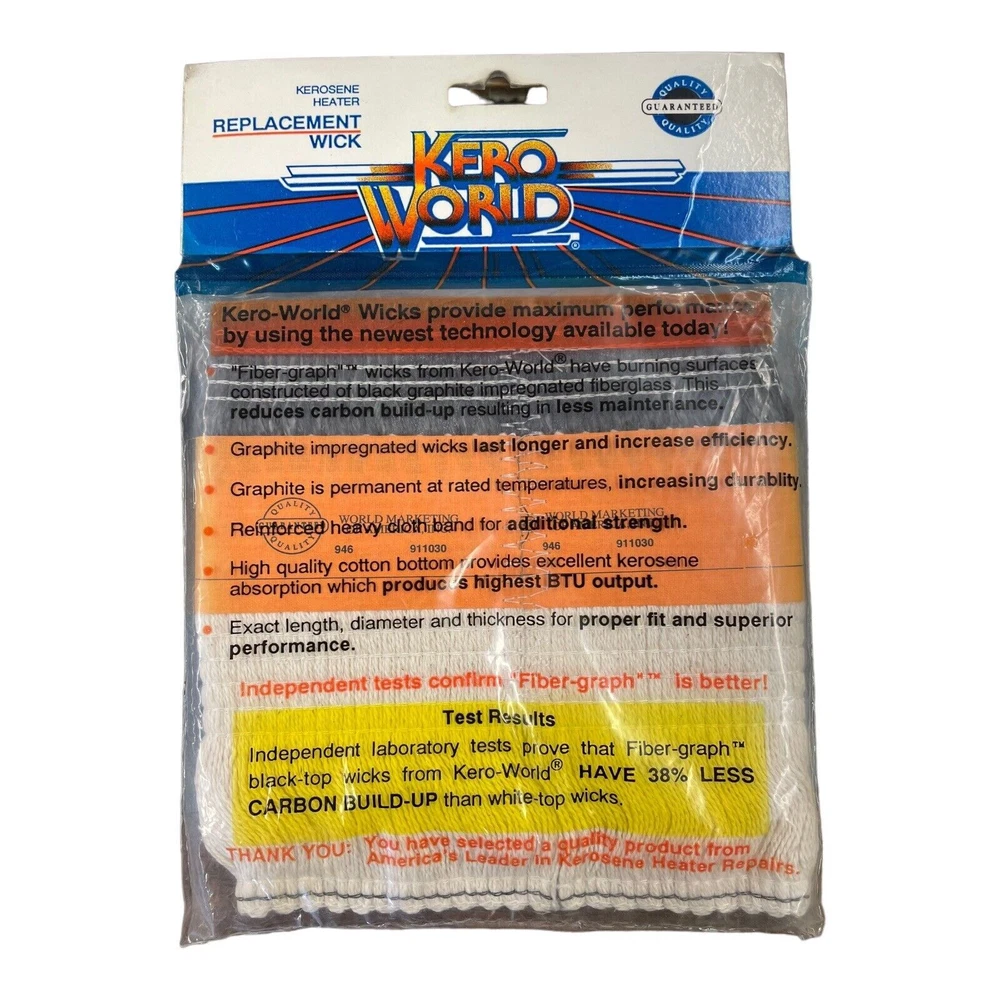 KEROSENE
HEATER
REPLACEMENT
WICK
KERO
WORLD®
QUALITY
GUARANTEED
QUALITY
Kero-World® Wicks provide maximum performance
by using the newest technology available today!
"Fiber-graph"™ wicks from Kero-World® have burning surfaces
constructed of black graphite impregnated fiberglass. This
reduces carbon build-up resulting in less maintenance.
Graphite impregnated wicks last longer and increase efficiency.
Graphite is permanent at rated temperatures, increasing durablity.
Reinforced heavy cloth band for additional strength.
QUALITY
GUARANTEED
QUALITY
WORLD MARKETING
946 911030
WORLD MARKETING
946 911030
High quality cotton bottom provides excellent kerosene
absorption which produces highest BTU output.
Exact length, diameter and thickness for proper fit and superior
performance.
Independent tests confirm "Fiber-graph"™ is better!
Test Results
Independent laboratory tests prove that Fiber-graph™
black-top wicks from Kero-World® HAVE 38% LESS
CARBON BUILD-UP than white-top wicks.
THANK YOU: You have selected a quality product from
America's Leader in Kerosene Heater Repairs.